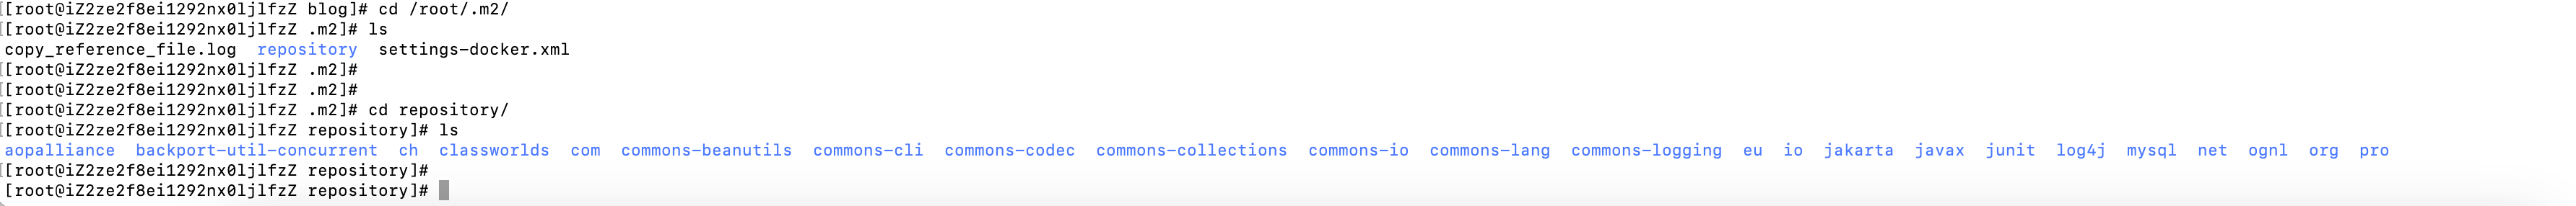 [[root@iZ2ze2f8ei1292nx0ljlfzZ blog]# cd /root/.m2/
[[root@iZ2ze2f8ei1292nx0ljlfzZ .m2]# ls
copy_reference_file.log  repository  settings-docker.xml
[[root@iZ2ze2f8ei1292nx0ljlfzZ .m2]#
[[root@iZ2ze2f8ei1292nx0ljlfzZ .m2]#
[[root@iZ2ze2f8ei1292nx0ljlfzZ .m2]# cd repository/
[[root@iZ2ze2f8ei1292nx0ljlfzZ repository]# ls
aopalliance  backport-util-concurrent  ch  classworlds  com  commons-beanutils  commons-cli  commons-codec  commons-collections  commons-io  commons-lang  commons-logging  eu  io  jakarta  javax  junit  log4j  mysql  net  ognl  org  pro
[[root@iZ2ze2f8ei1292nx0ljlfzZ repository]#
[root@iZ2ze2f8ei1292nx0ljlfzZ repository]#